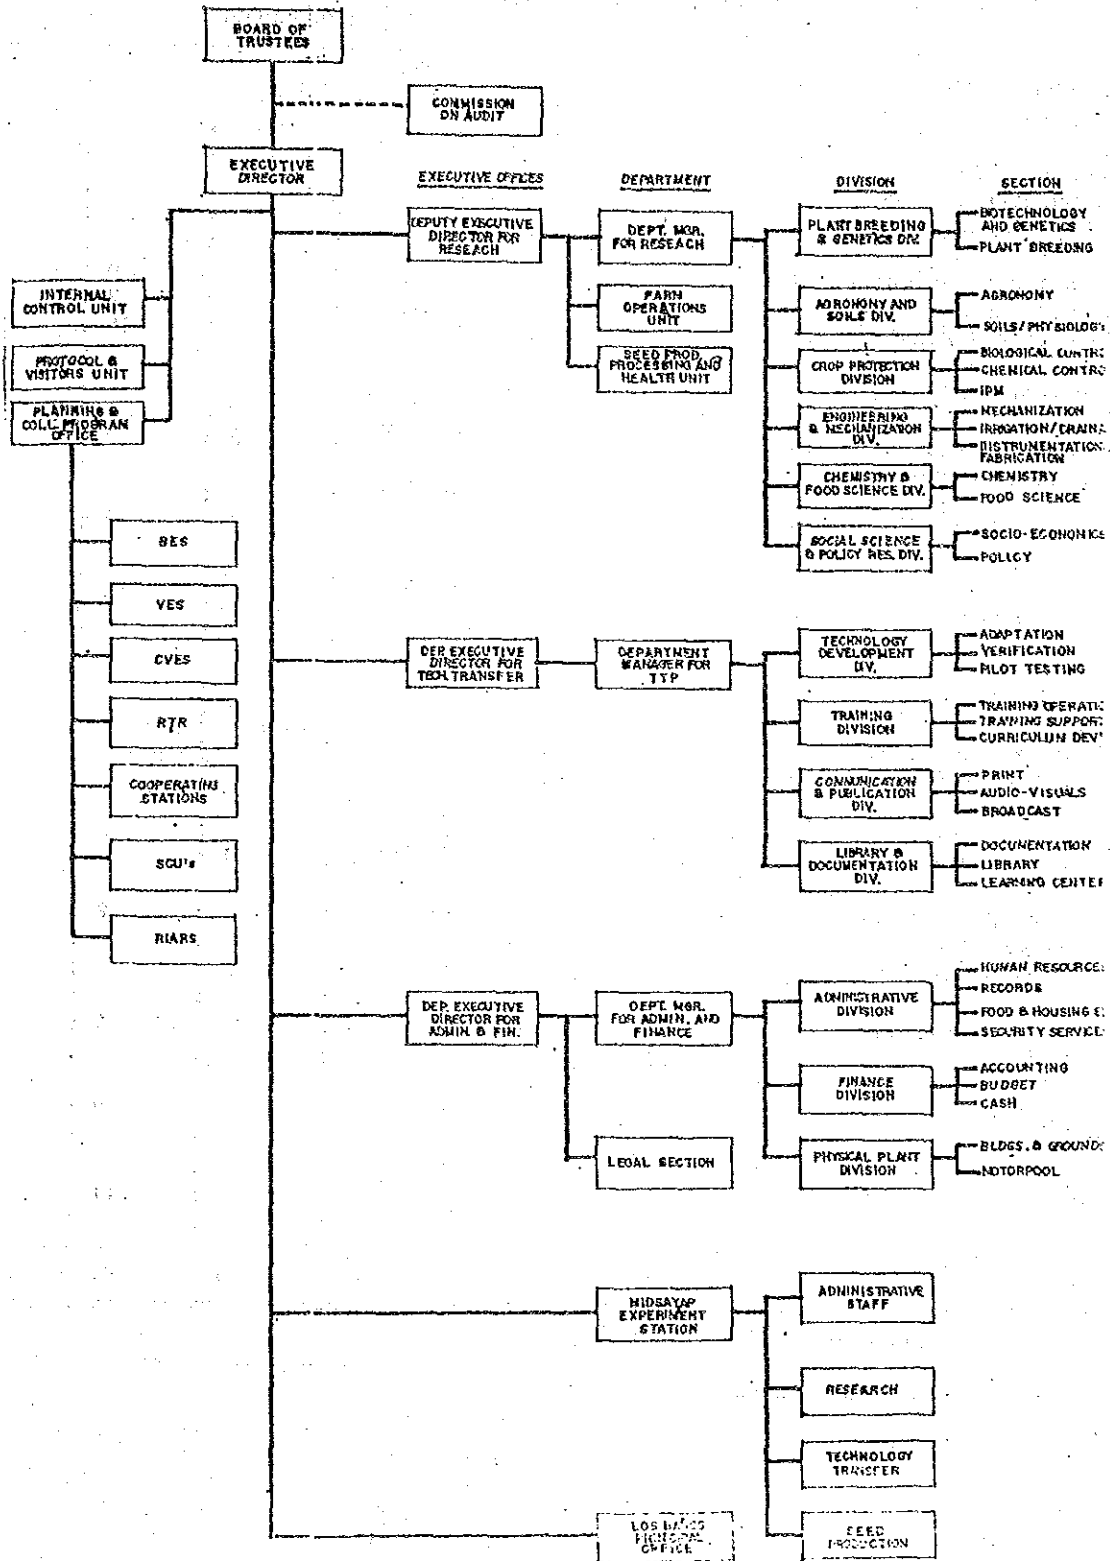 BOARD OF
TRUSTEES
COMMISSION
ON AUDIT
EXECUTIVE
DIRECTOR
EXECUTIVE OFFICES
DEPARTMENT
DIVISION
SECTION
DEPUTY EXECUTIVE
DIRECTOR FOR
RESEACH
DEPT. MGR.
FOR RESEACH
PLANT BREEDING
& GENETICS DIV.
BIOTECHNOLOGY
AND GENETICS
PLANT BREEDING
INTERNAL
CONTROL UNIT
FARM
OPERATIONS
UNIT
AGRONOMY AND
SOILS DIV.
AGRONOMY
SOILS/PHYSIOLOGY
PROTOCOL &
VISITORS UNIT
SEED PROD.
PROCESSING AND
HEALTH UNIT
CROP PROTECTION
DIVISION
BIOLOGICAL CONTRO
CHEMICAL CONTRO
IPM
PLANNING &
COLL. PROGRAM
OFFICE
ENGINEERING
& MECHANIZATION
DIV.
MECHANIZATION
IRRIGATION/DRAINA
INSTRUMENTATION
FABRICATION
CHEMISTRY &
FOOD SCIENCE DIV.
CHEMISTRY
FOOD SCIENCE
SOCIAL SCIENCE
& POLICY RES. DIV.
SOCIO-ECONOMICS
POLICY
BES
VES
CVES
RTR
COOPERATING
STATIONS
SCU's
RIARS
DEP. EXECUTIVE
DIRECTOR FOR
TECH. TRANSFER
DEPARTMENT
MANAGER FOR
TTP
TECHNOLOGY
DEVELOPMENT
DIV.
ADAPTATION
VERIFICATION
PILOT TESTING
TRAINING
DIVISION
TRAINING OPERATIO
TRAINING SUPPORT
CURRICULUM DEV'
COMMUNICATION
& PUBLICATION
DIV.
PRINT
AUDIO-VISUALS
BROADCAST
LIBRARY &
DOCUMENTATION
DIV.
DOCUMENTATION
LIBRARY
LEARNING CENTER
DEP. EXECUTIVE
DIRECTOR FOR
ADMIN. & FIN.
DEPT. MGR.
FOR ADMIN. AND
FINANCE
ADMINISTRATIVE
DIVISION
HUMAN RESOURCE
RECORDS
FOOD & HOUSING
SECURITY SERVICE
FINANCE
DIVISION
ACCOUNTING
BUDGET
CASH
LEGAL SECTION
PHYSICAL PLANT
DIVISION
BLDGS. & GROUND
MOTORPOOL
MIDSAYAP
EXPERIMENT
STATION
ADMINISTRATIVE
STAFF
RESEARCH
TECHNOLOGY
TRANSFER
LOS BAÑOS
OFFICE
SEED
PRODUCTION